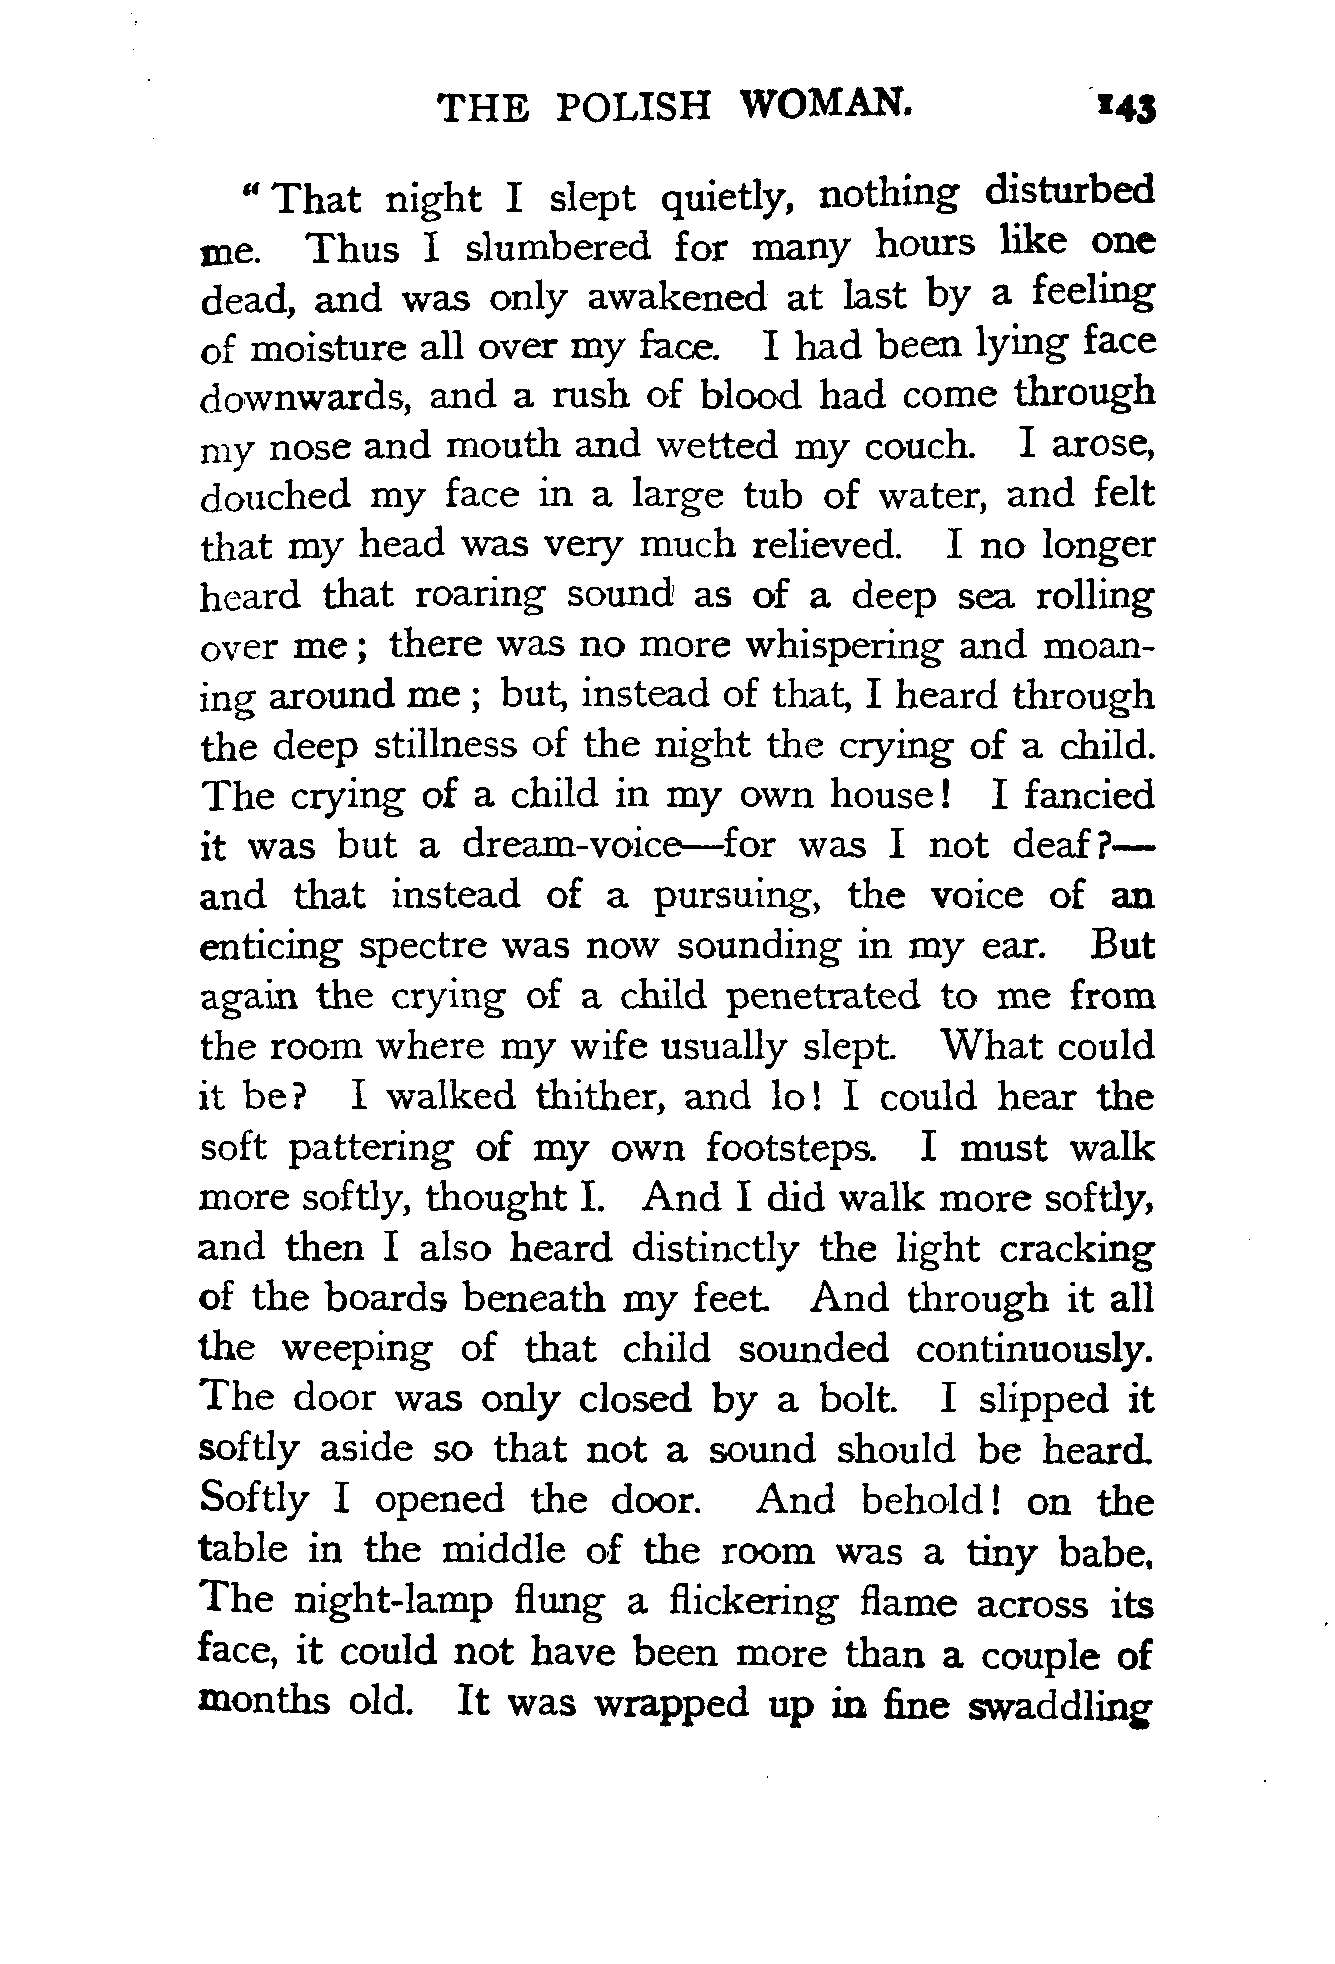 THE POLISH WOMAN. 143
“ That night I slept quietly, nothing disturbed
me. Thus I slumbered for many hours like one
dead, and was only awakened at last by a feeling
of moisture all over my face. I had been lying face
downwards, and a rush of blood had come through
my nose and mouth and wetted my couch. I arose,
douched my face in a large tub of water, and felt
that my head was very much relieved. I no longer
heard that roaring sound as of a deep sea rolling
over me ; there was no more whispering and moan-
ing around me ; but, instead of that, I heard through
the deep stillness of the night the crying of a child.
The crying of a child in my own house! I fancied
it was but a dream-voice—for was I not deaf?—
and that instead of a pursuing, the voice of an
enticing spectre was now sounding in my ear. But
again the crying of a child penetrated to me from
the room where my wife usually slept. What could
it be? I walked thither, and lo! I could hear the
soft pattering of my own footsteps. I must walk
more softly, thought I. And I did walk more softly,
and then I also heard distinctly the light cracking
of the boards beneath my feet. And through it all
the weeping of that child sounded continuously.
The door was only closed by a bolt. I slipped it
softly aside so that not a sound should be heard.
Softly I opened the door. And behold! on the
table in the middle of the room was a tiny babe.
The night-lamp flung a flickering flame across its
face, it could not have been more than a couple of
months old. It was wrapped up in fine swaddling